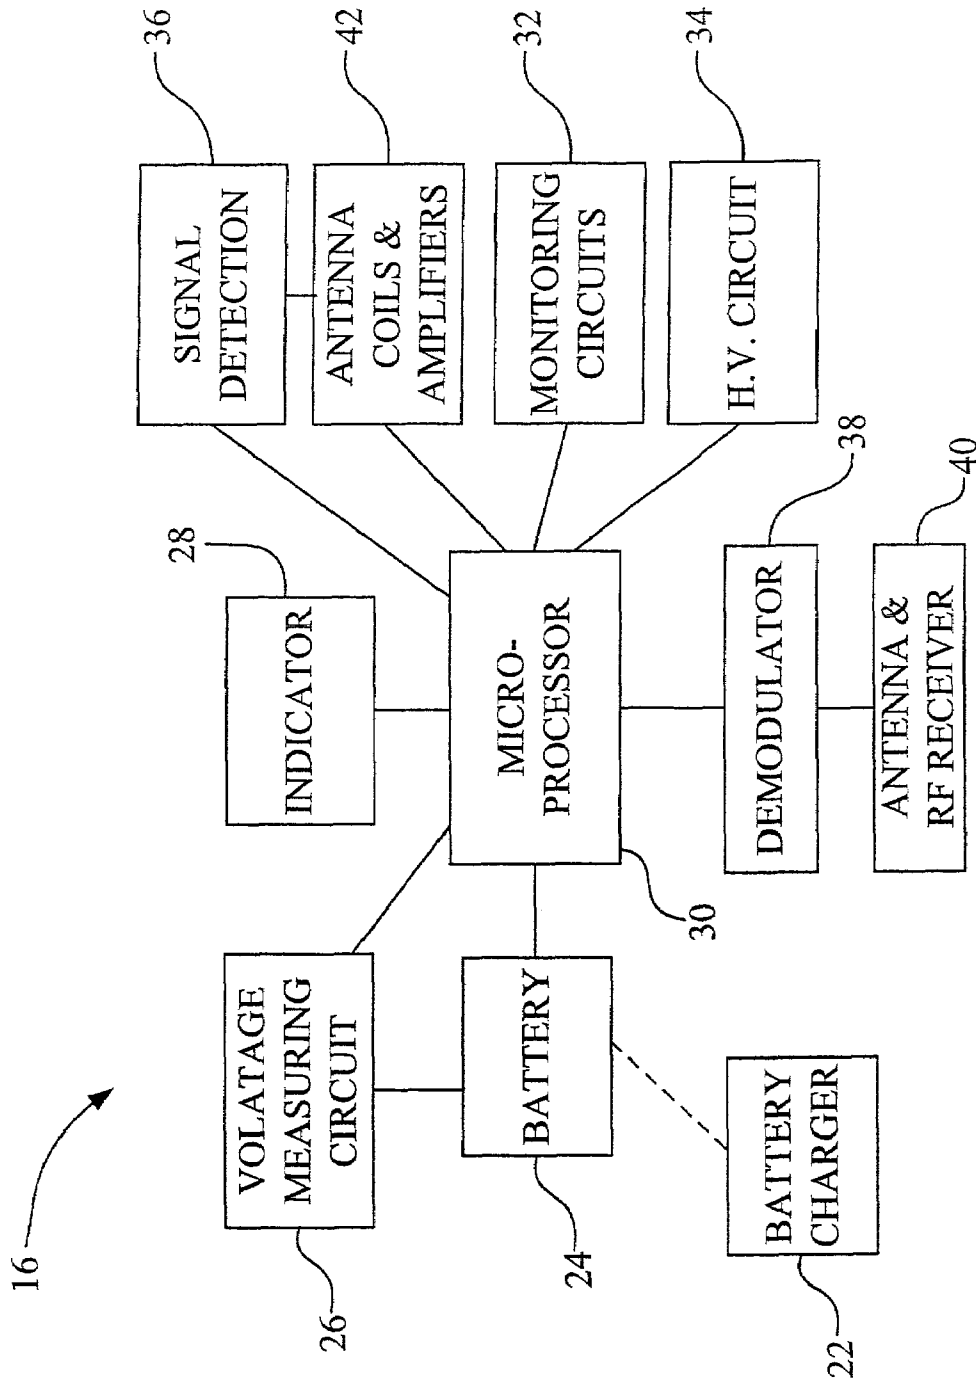 16
26
VOLATAGE
MEASURING
CIRCUIT
28
INDICATOR
36
SIGNAL
DETECTION
42
ANTENNA
COILS &
AMPLIFIERS
24
BATTERY
30
MICRO-
PROCESSOR
32
MONITORING
CIRCUITS
34
H.V. CIRCUIT
22
BATTERY
CHARGER
38
DEMODULATOR
40
ANTENNA &
RF RECEIVER